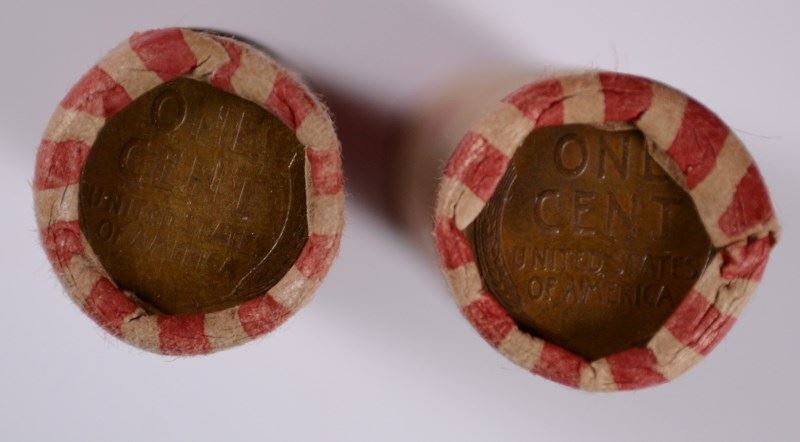 ONE
CENT
UNITED STATES
OF AMERICA
ONE
CENT
UNITED STATES
OF AMERICA